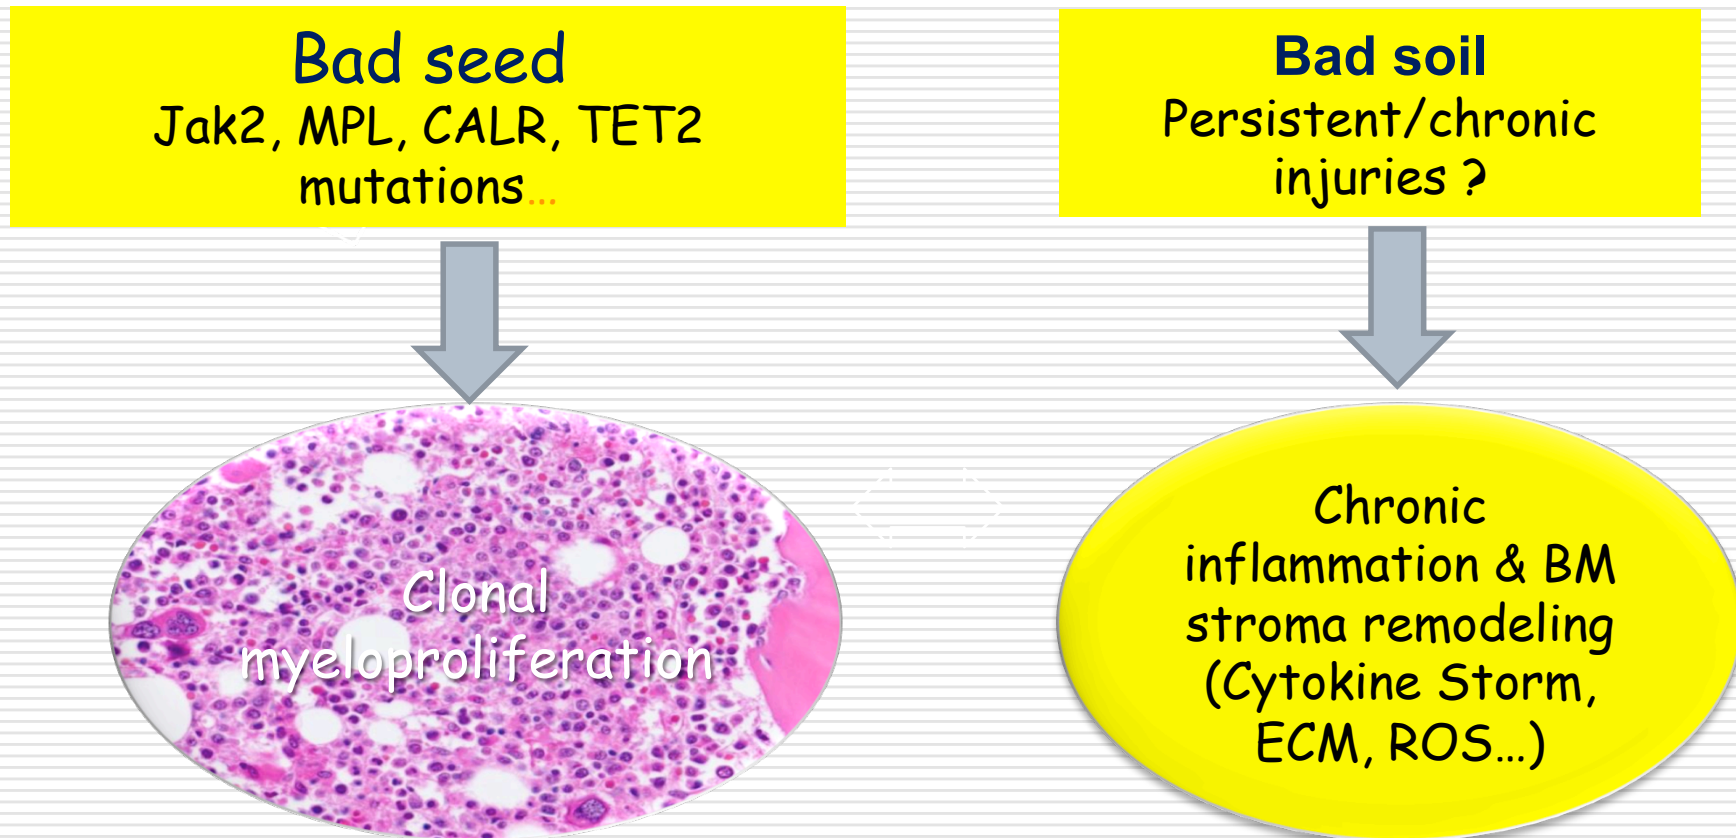 Bad seed
Jak2, MPL, CALR, TET2
mutations…
Bad soil
Persistent/chronic
injuries ?
Clonal
myeloproliferation
Chronic
inflammation & BM
stroma remodeling
(Cytokine Storm,
ECM, ROS…)